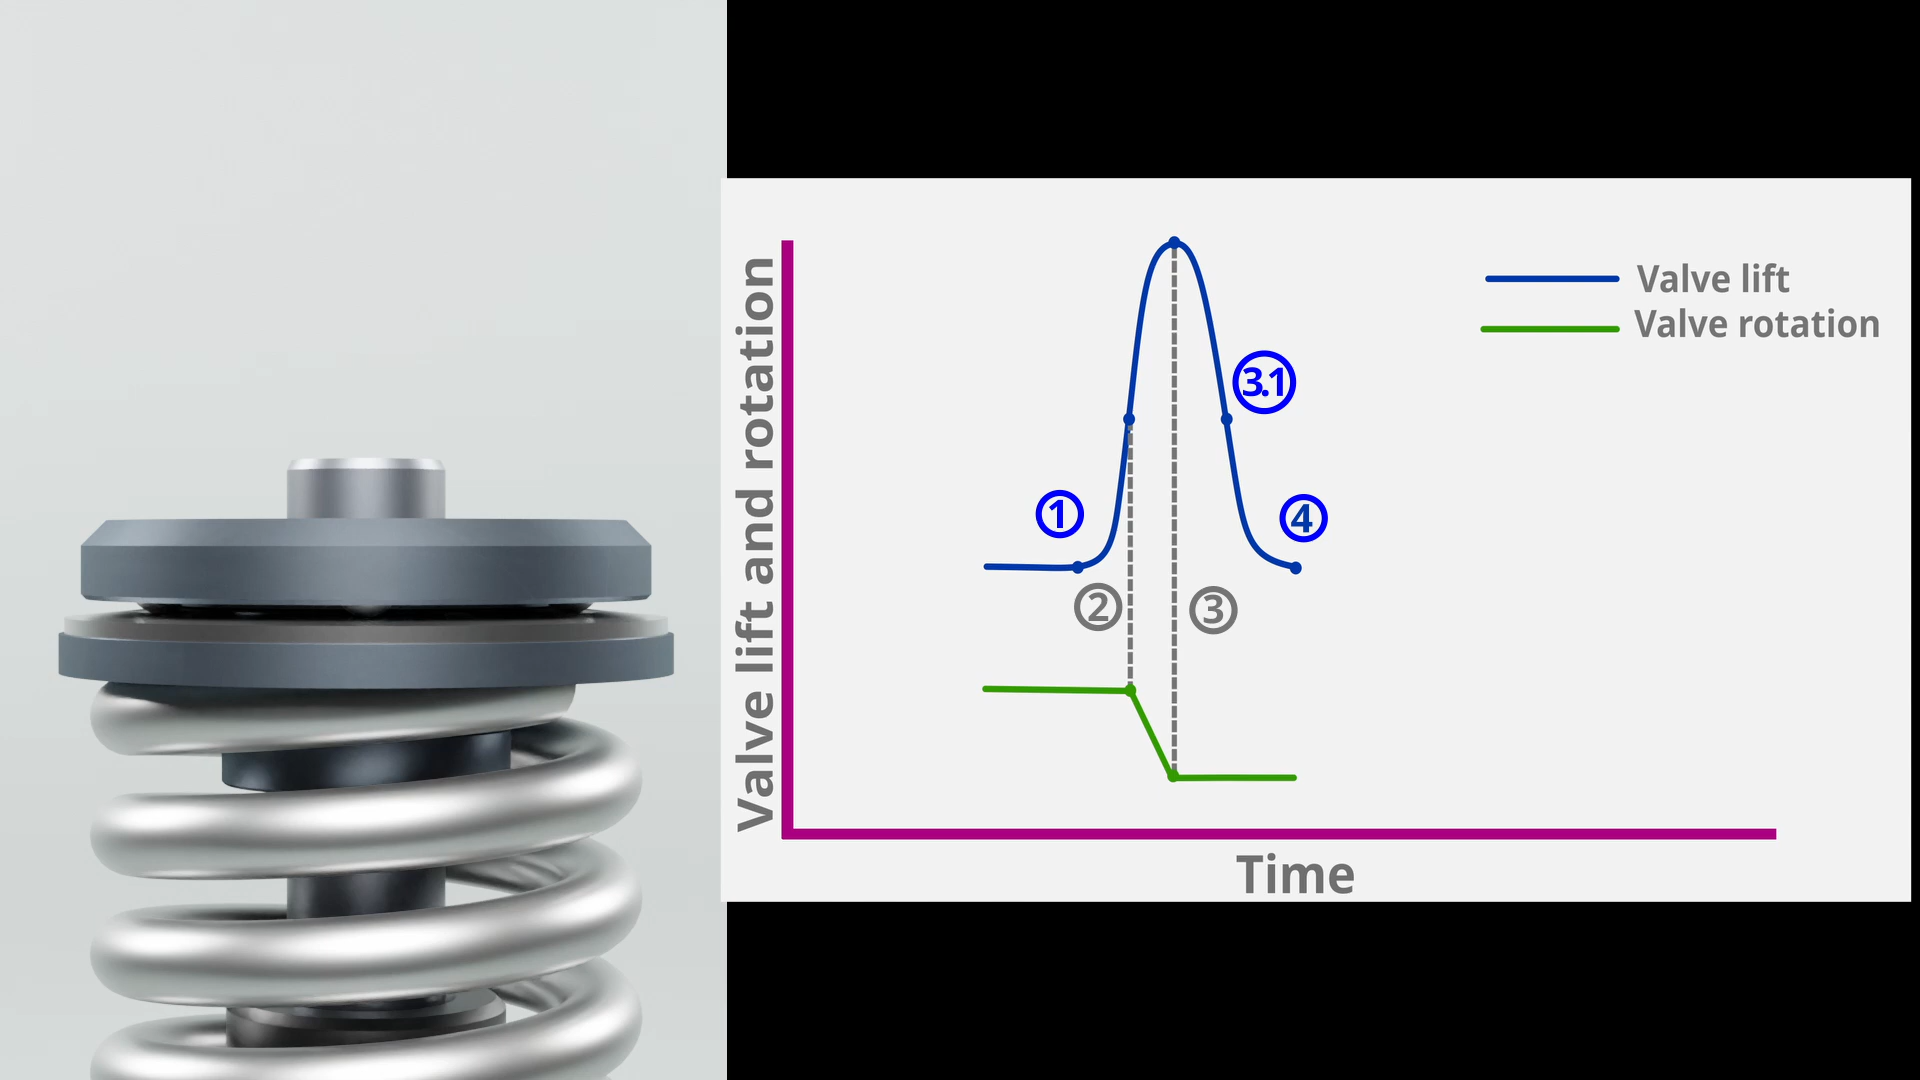 Valve lift and rotation
Valve lift
Valve rotation
3.1
1
4
2
3
Time